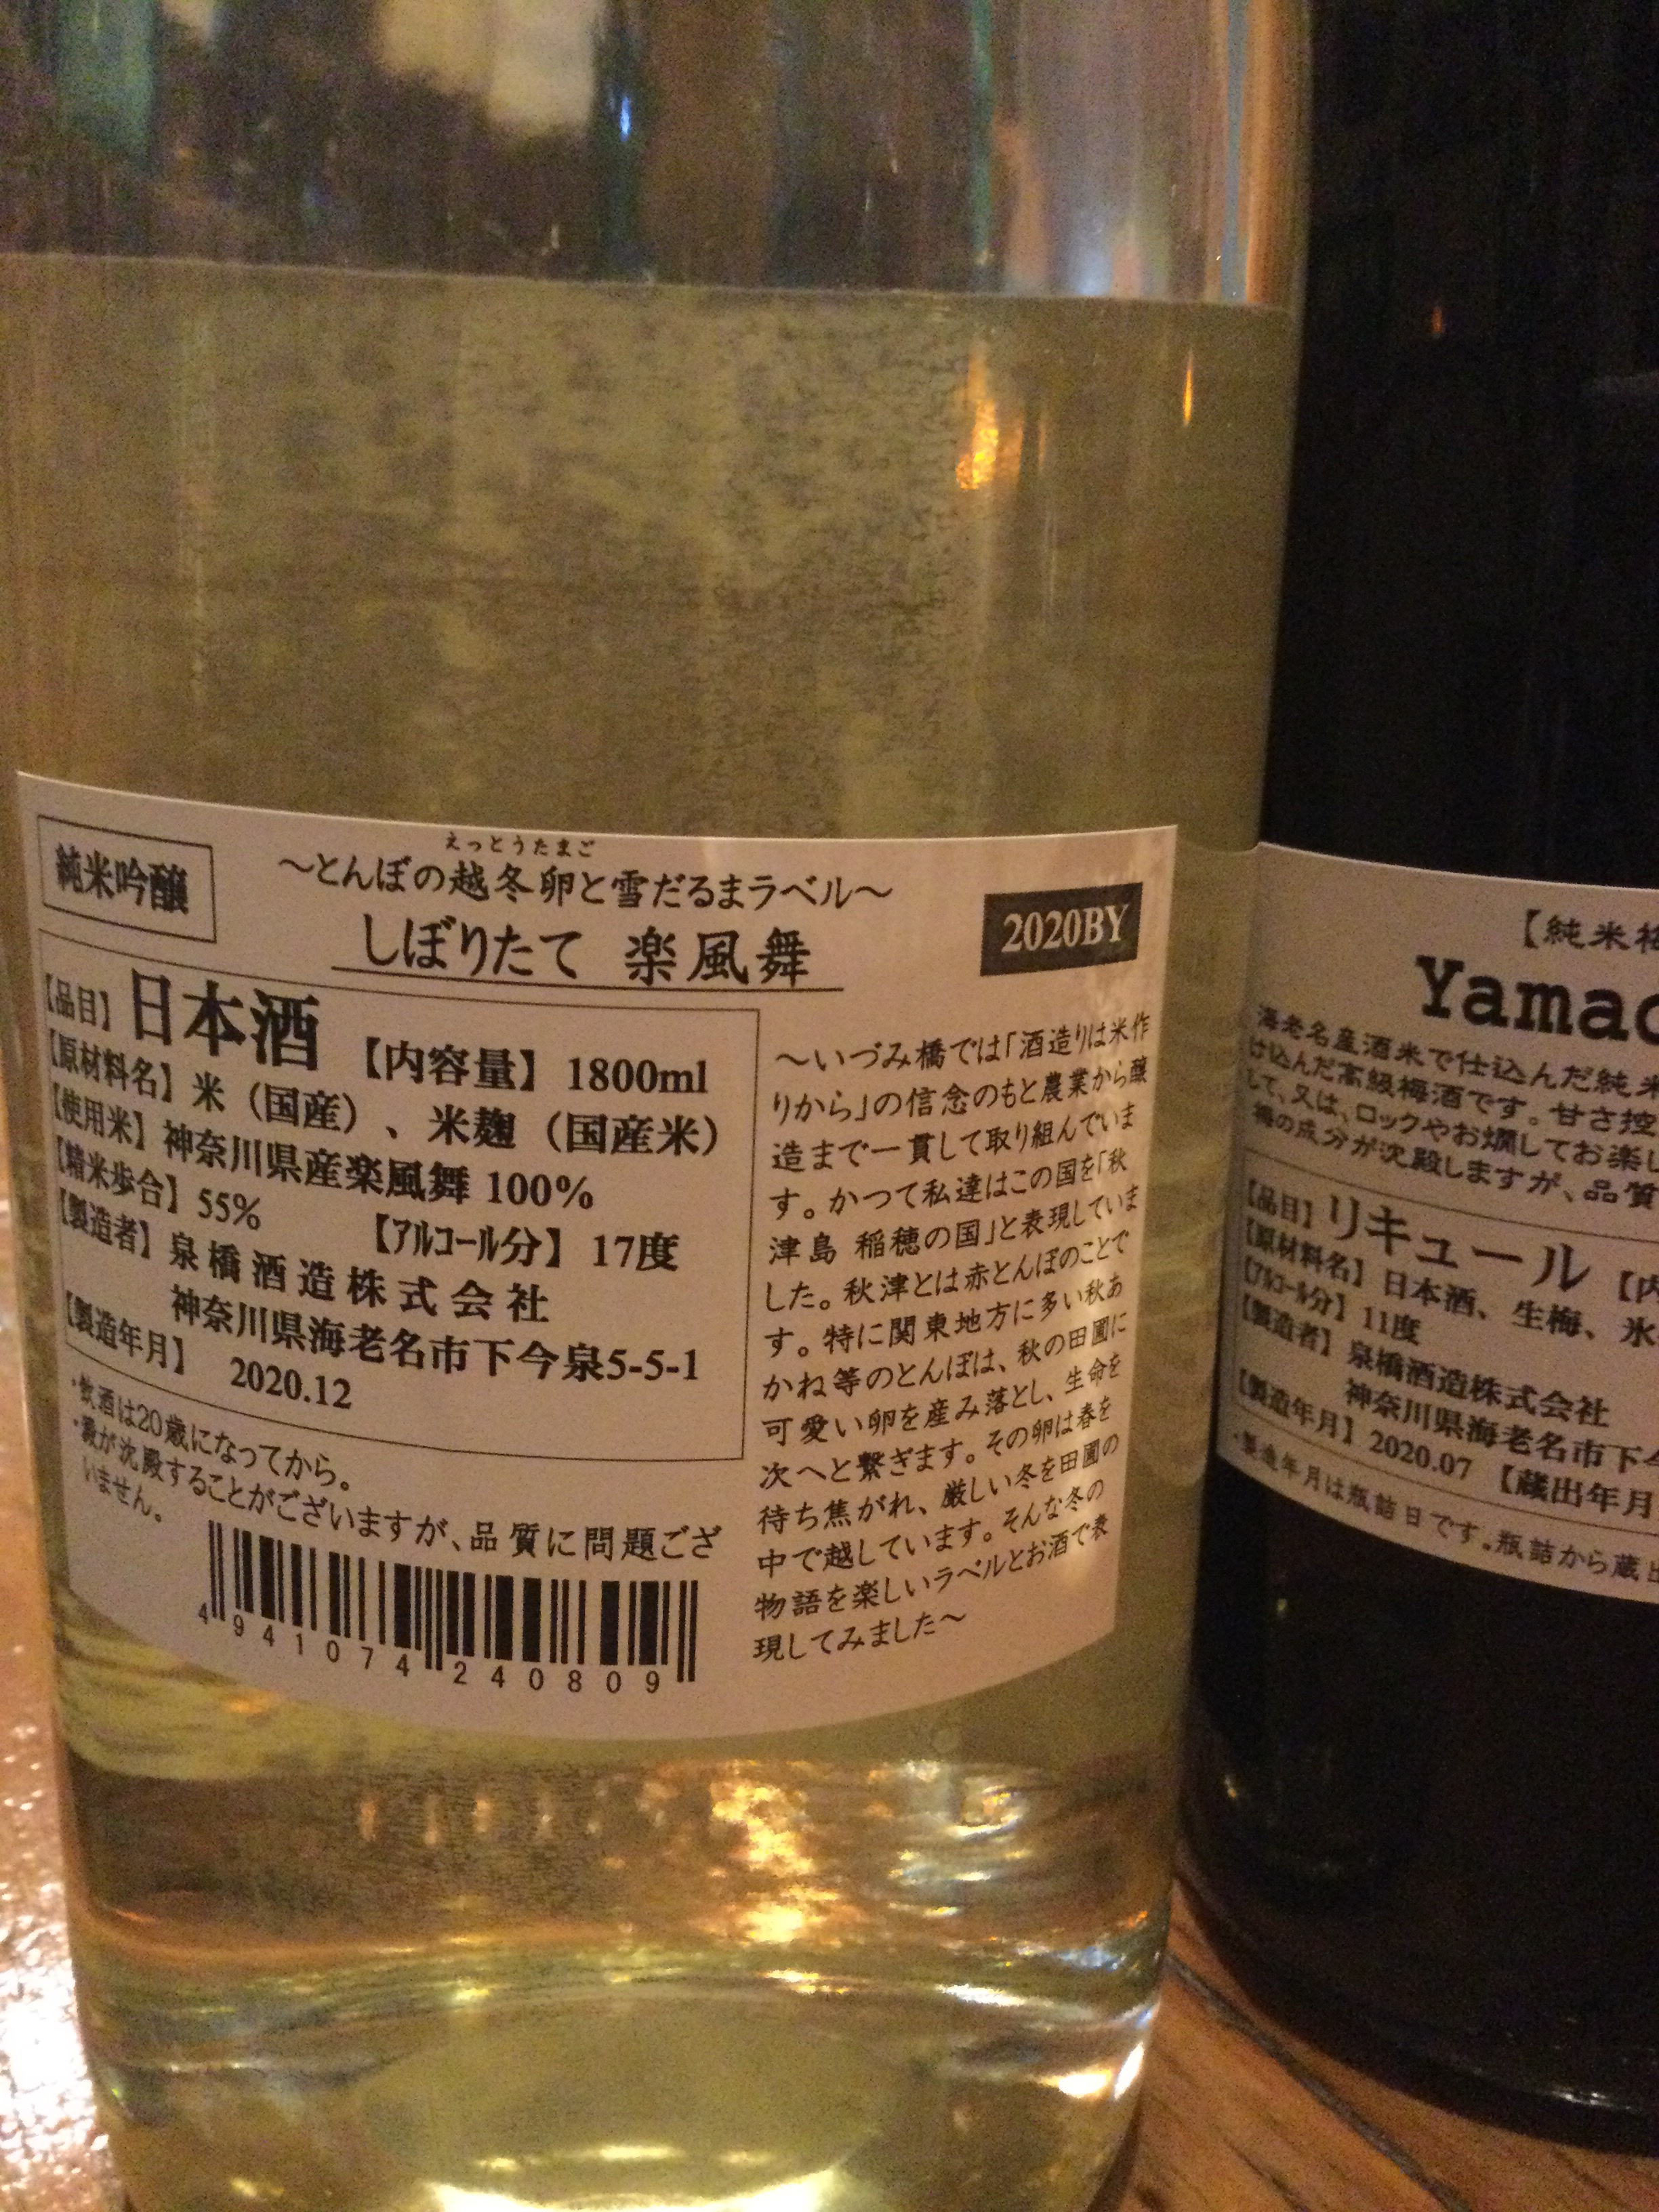 純米吟醸
えっとうたまご
～とんぼの越冬卵と雪だるまラベル～
しぼりたて 楽風舞
2020BY
【品目】日本酒 【内容量】1800ml
【原材料名】米（国産）、米麹（国産米）
【使用米】神奈川県産楽風舞 100%
【精米歩合】55% 【アルコール分】17度
【製造者】泉橋酒造株式会社
神奈川県海老名市下今泉5-5-1
【製造年月】 2020.12
・飲酒は20歳になってから。
・澱が沈殿することがございますが、品質に問題ござ
いません。
4941074240809
～いづみ橋では「酒造りは米作
りから」の信念のもと農業から醸
造まで一貫して取り組んでいま
す。かつて私達はこの国を「秋
津島 稲穂の国」と表現していま
した。秋津とは赤とんぼのことで
す。特に関東地方に多い秋あ
かね等のとんぼは、秋の田圃に
可愛い卵を産み落とし、生命を
次へと繋ぎます。その卵は春を
待ち焦がれ、厳しい冬を田圃の
中で越しています。そんな冬の
物語を楽しいラベルとお酒で表
現してみました～
【純米梅
Yamad
海老名産酒米で仕込んだ純米
け込んだ高級梅酒です。甘さ控
して、又は、ロックやお燗してお楽し
梅の成分が沈殿しますが、品質
【品目】リキュール 【内
【原材料名】日本酒、生梅、氷
【アルコール分】11度
【製造者】泉橋酒造株式会社
神奈川県海老名市下今
【製造年月】2020.07 【蔵出年月
・製造年月は瓶詰日です。瓶詰から蔵出